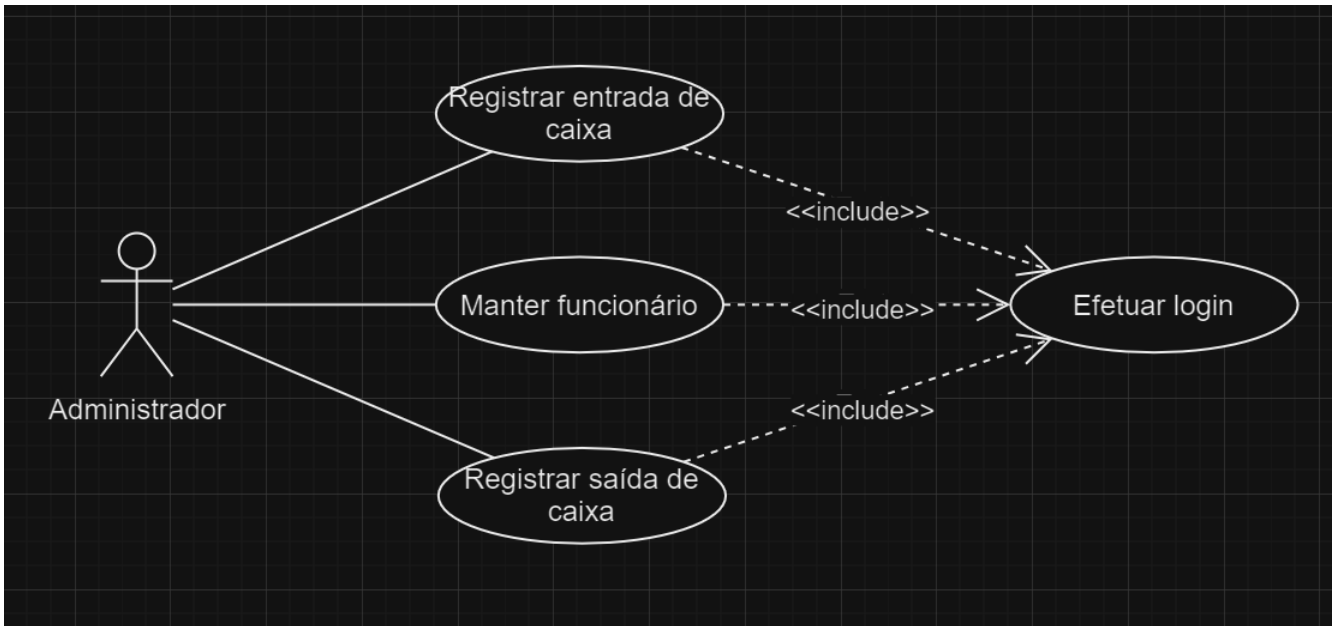 Registrar entrada de
caixa
<<include>>
Manter funcionário
<<include>>
Efetuar login
Administrador
<<include>>
Registrar saída de
caixa